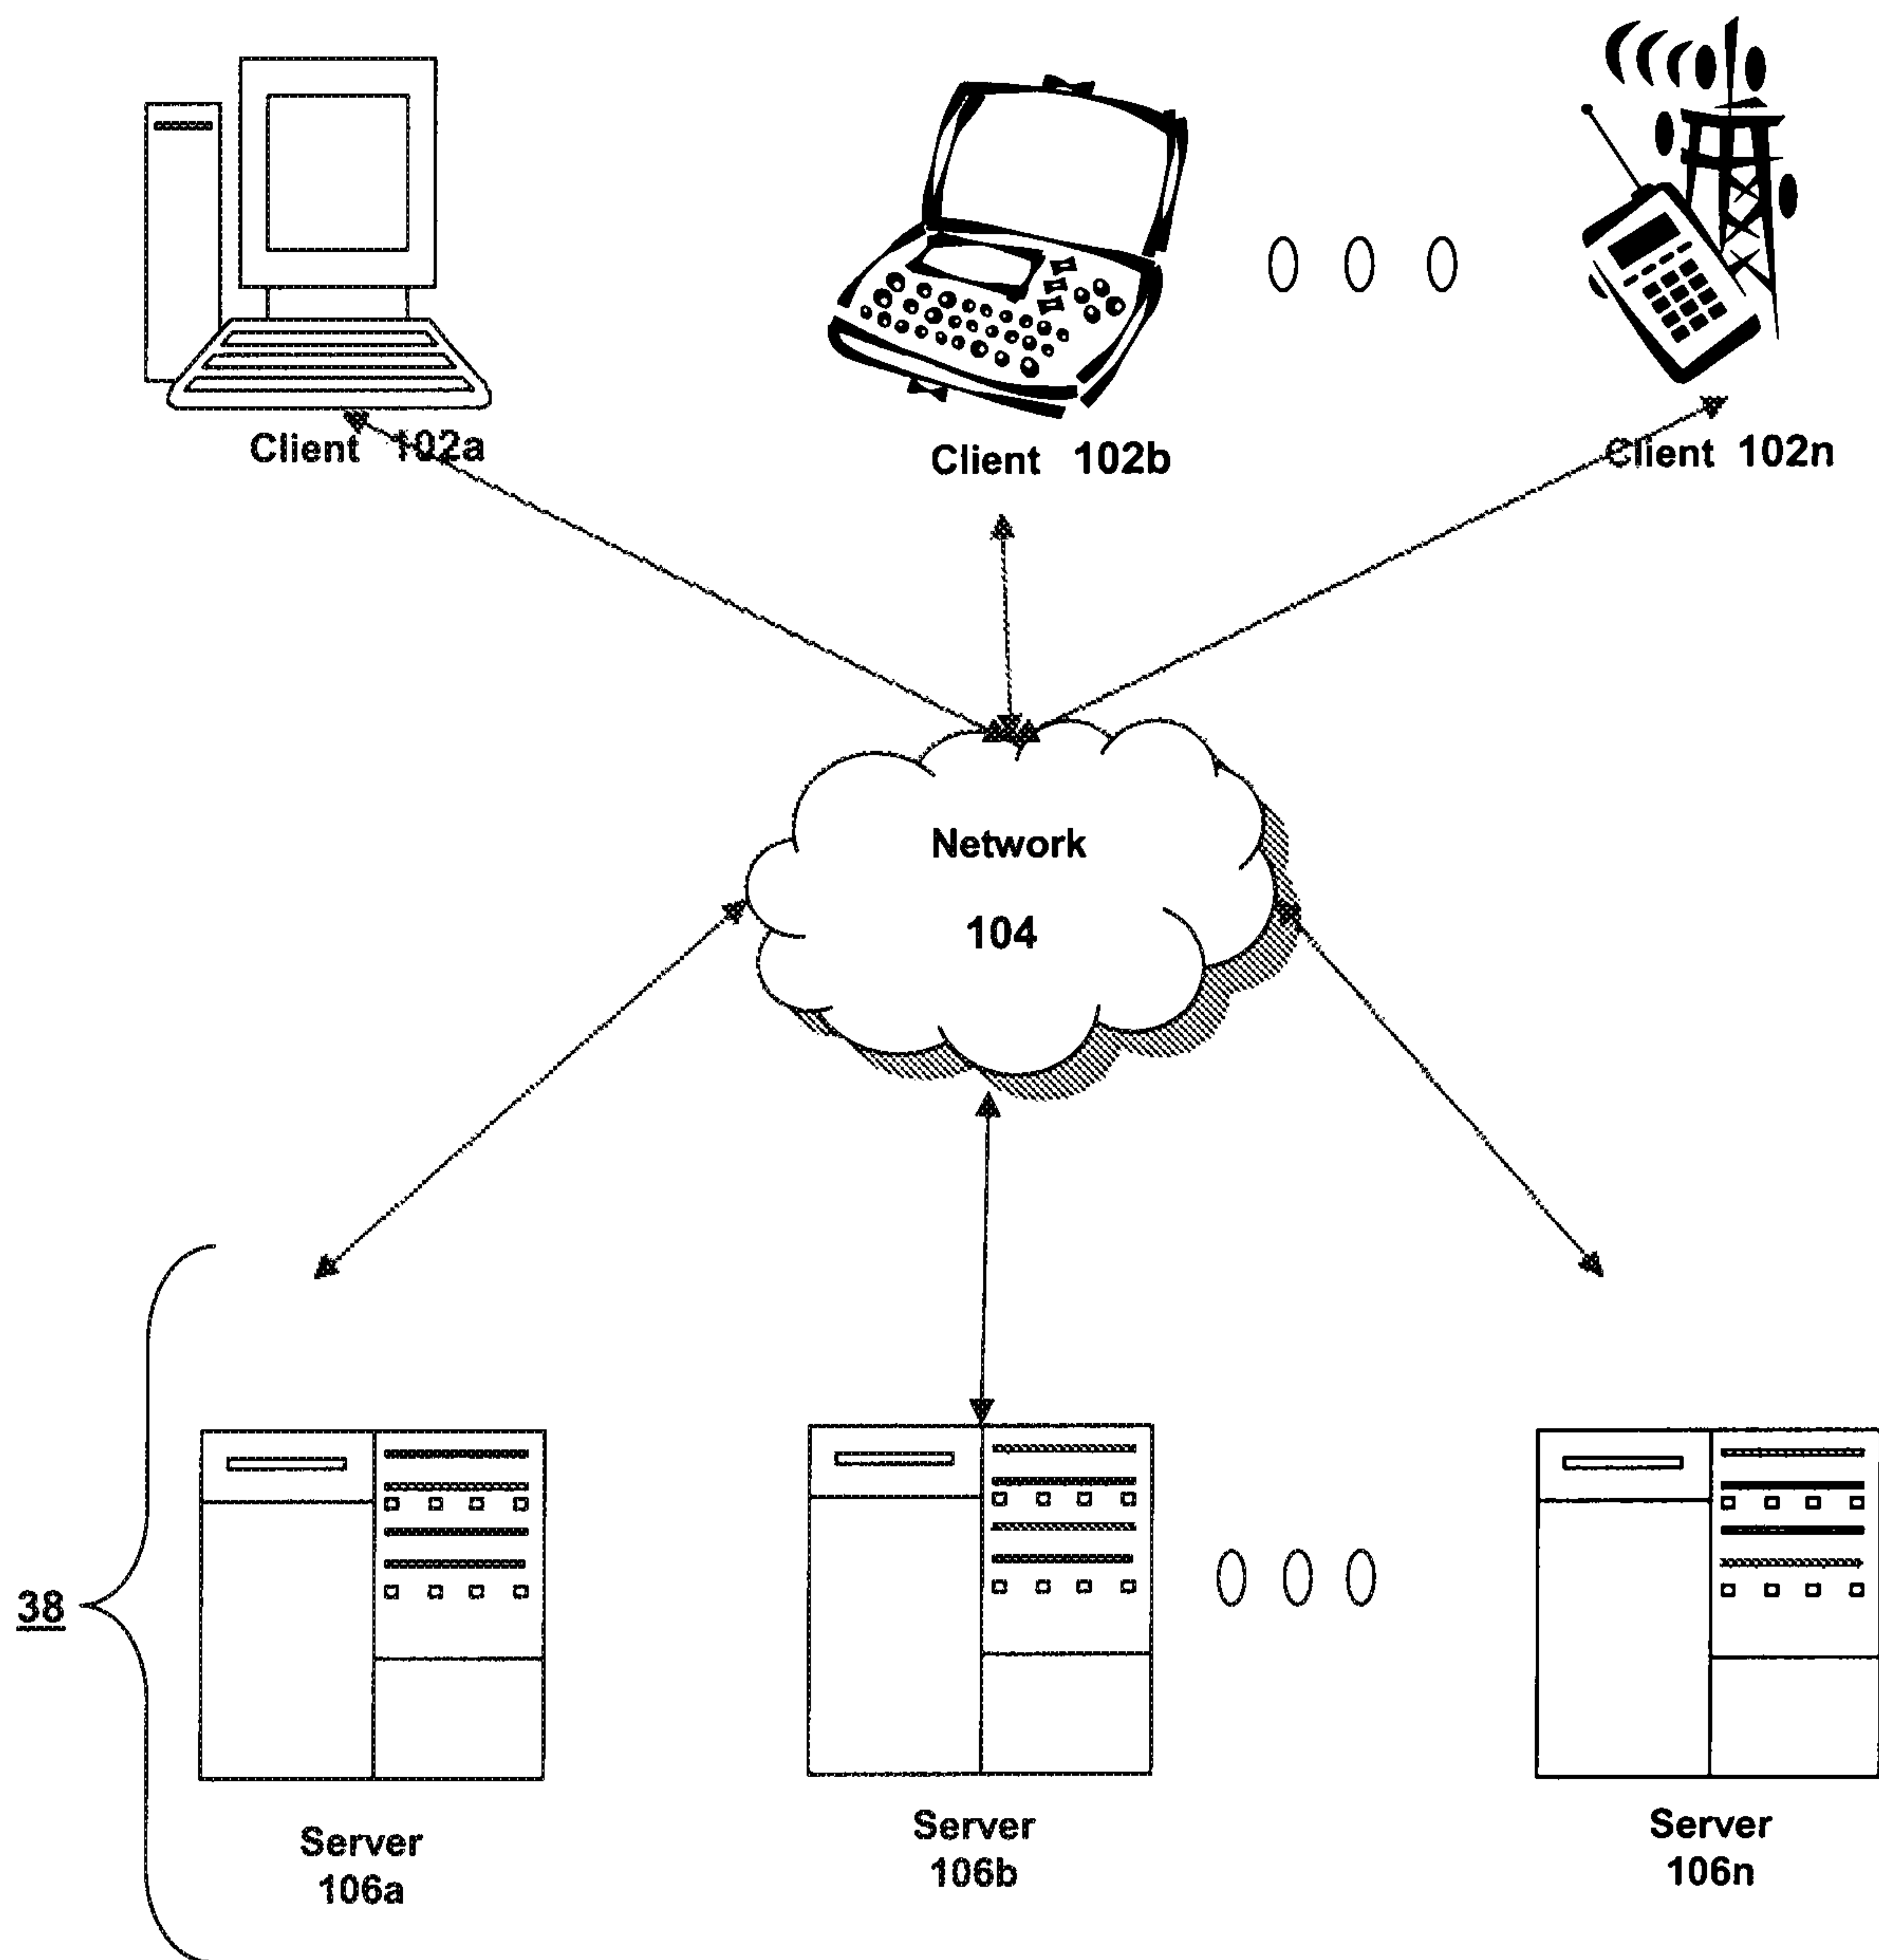 Client 102a
Client 102b
Client 102n
Network
104
38
Server
106a
Server
106b
Server
106n